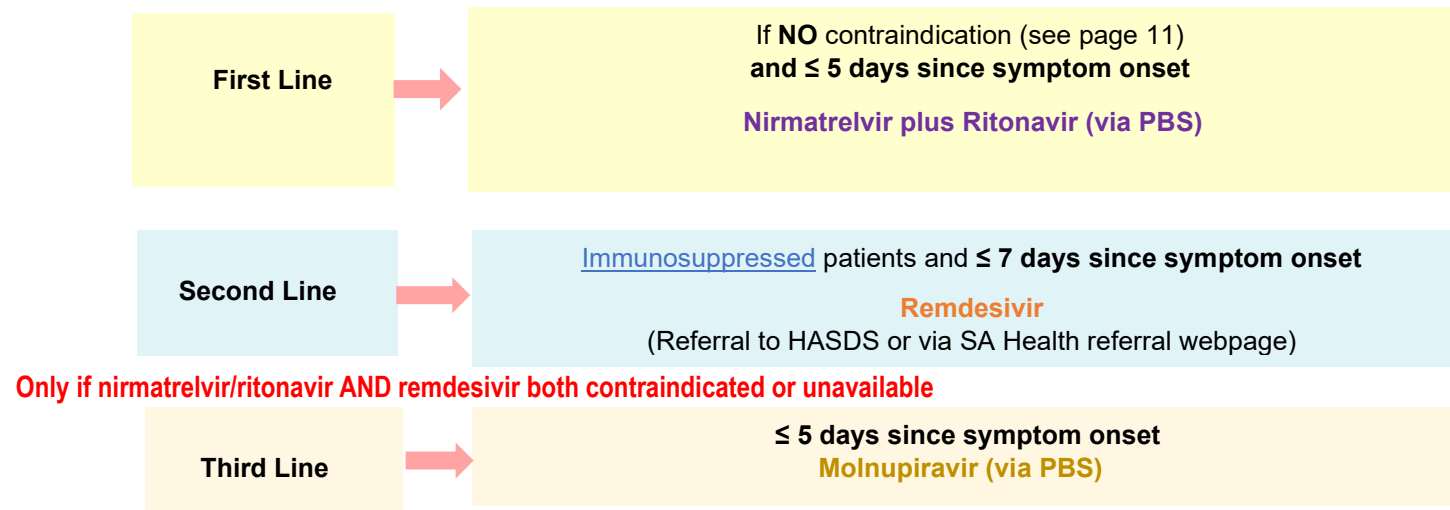 First Line
If NO contraindication (see page 11)
and ≤ 5 days since symptom onset
Nirmatrelvir plus Ritonavir (via PBS)
Second Line
Immunosuppressed patients and ≤ 7 days since symptom onset
Remdesivir
(Referral to HASDS or via SA Health referral webpage)
Only if nirmatrelvir/ritonavir AND remdesivir both contraindicated or unavailable
Third Line
≤ 5 days since symptom onset
Molnupiravir (via PBS)